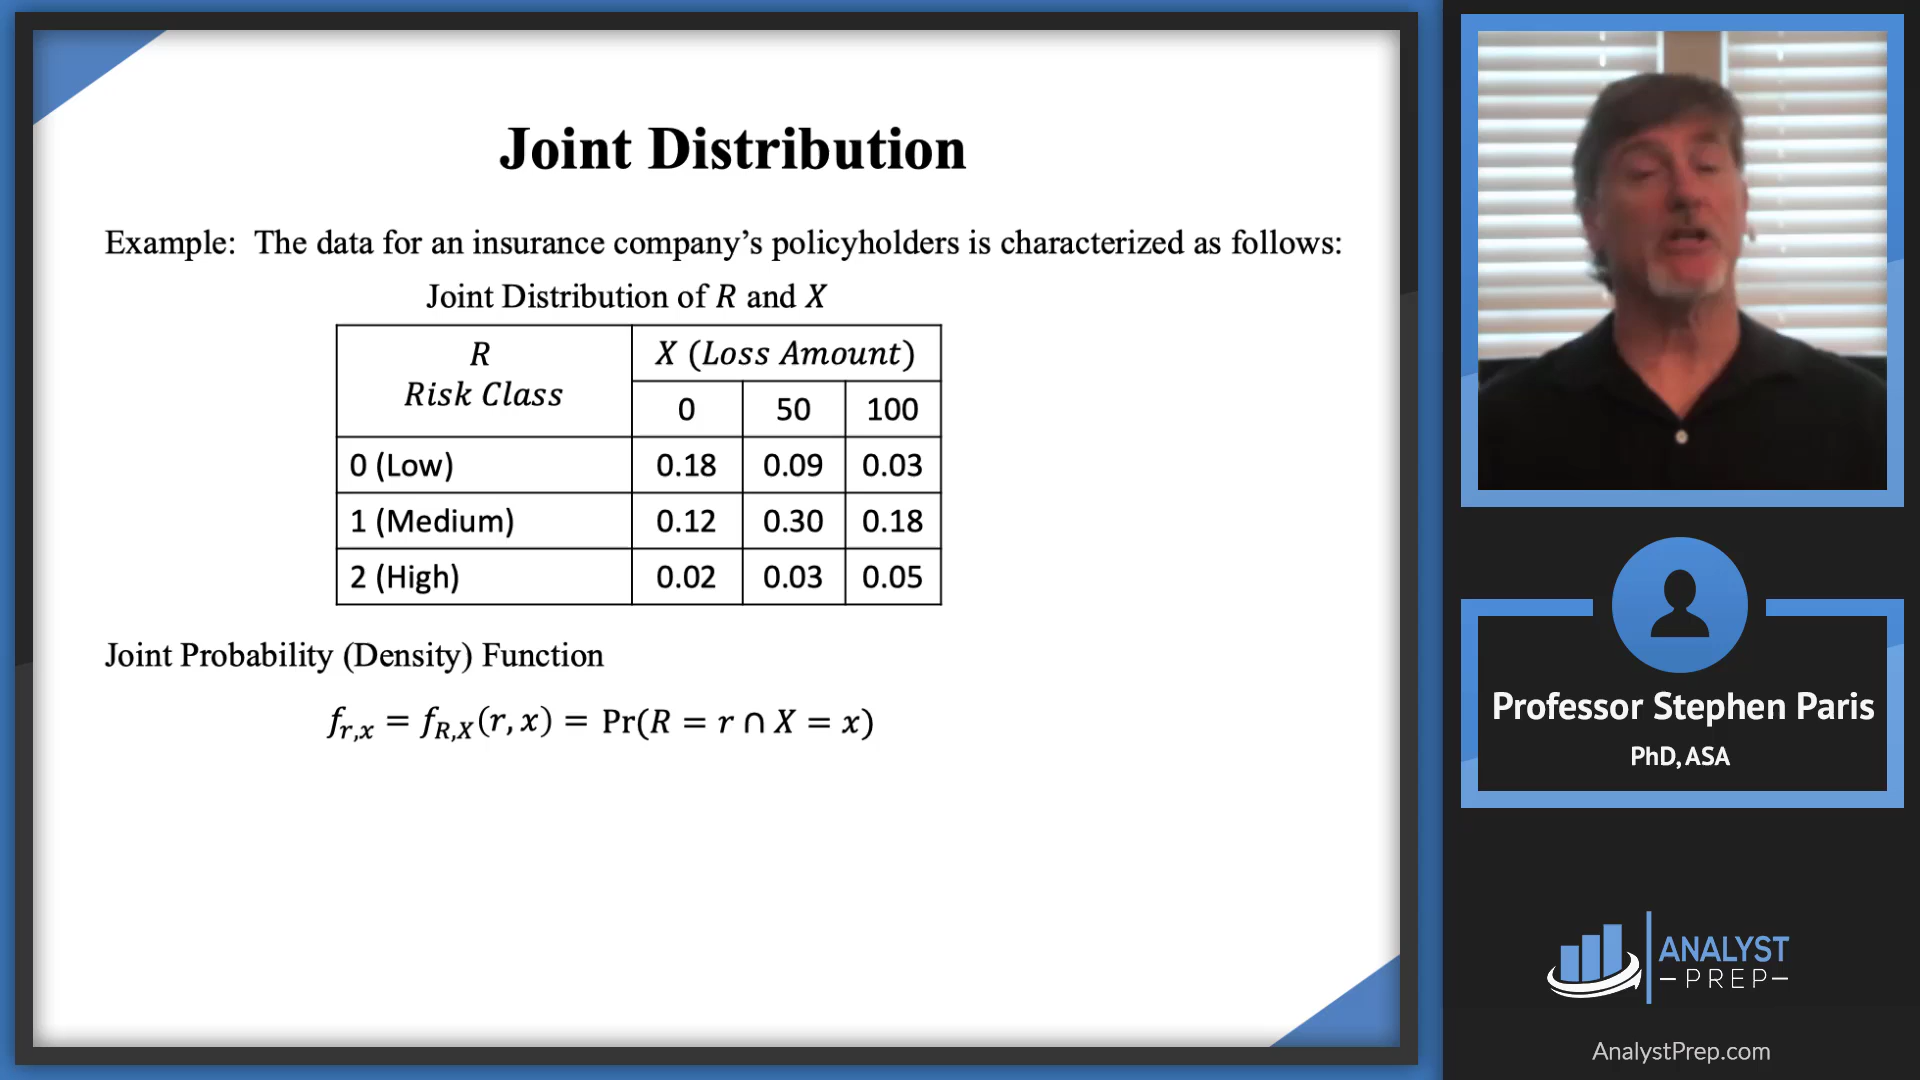 Joint Distribution
Example: The data for an insurance company’s policyholders is characterized as follows:
Joint Distribution of R and X
R X (Loss Amount)
Risk Class
0 50 100
0 (Low) 0.18 0.09 0.03
1 (Medium) 0.12 0.30 0.18
2 (High) 0.02 0.03 0.05
Joint Probability (Density) Function
f_{r,x} = f_{R,X}(r, x) = Pr(R = r ∩ X = x)
Professor Stephen Paris
PhD, ASA
ANALYST
PREP
AnalystPrep.com